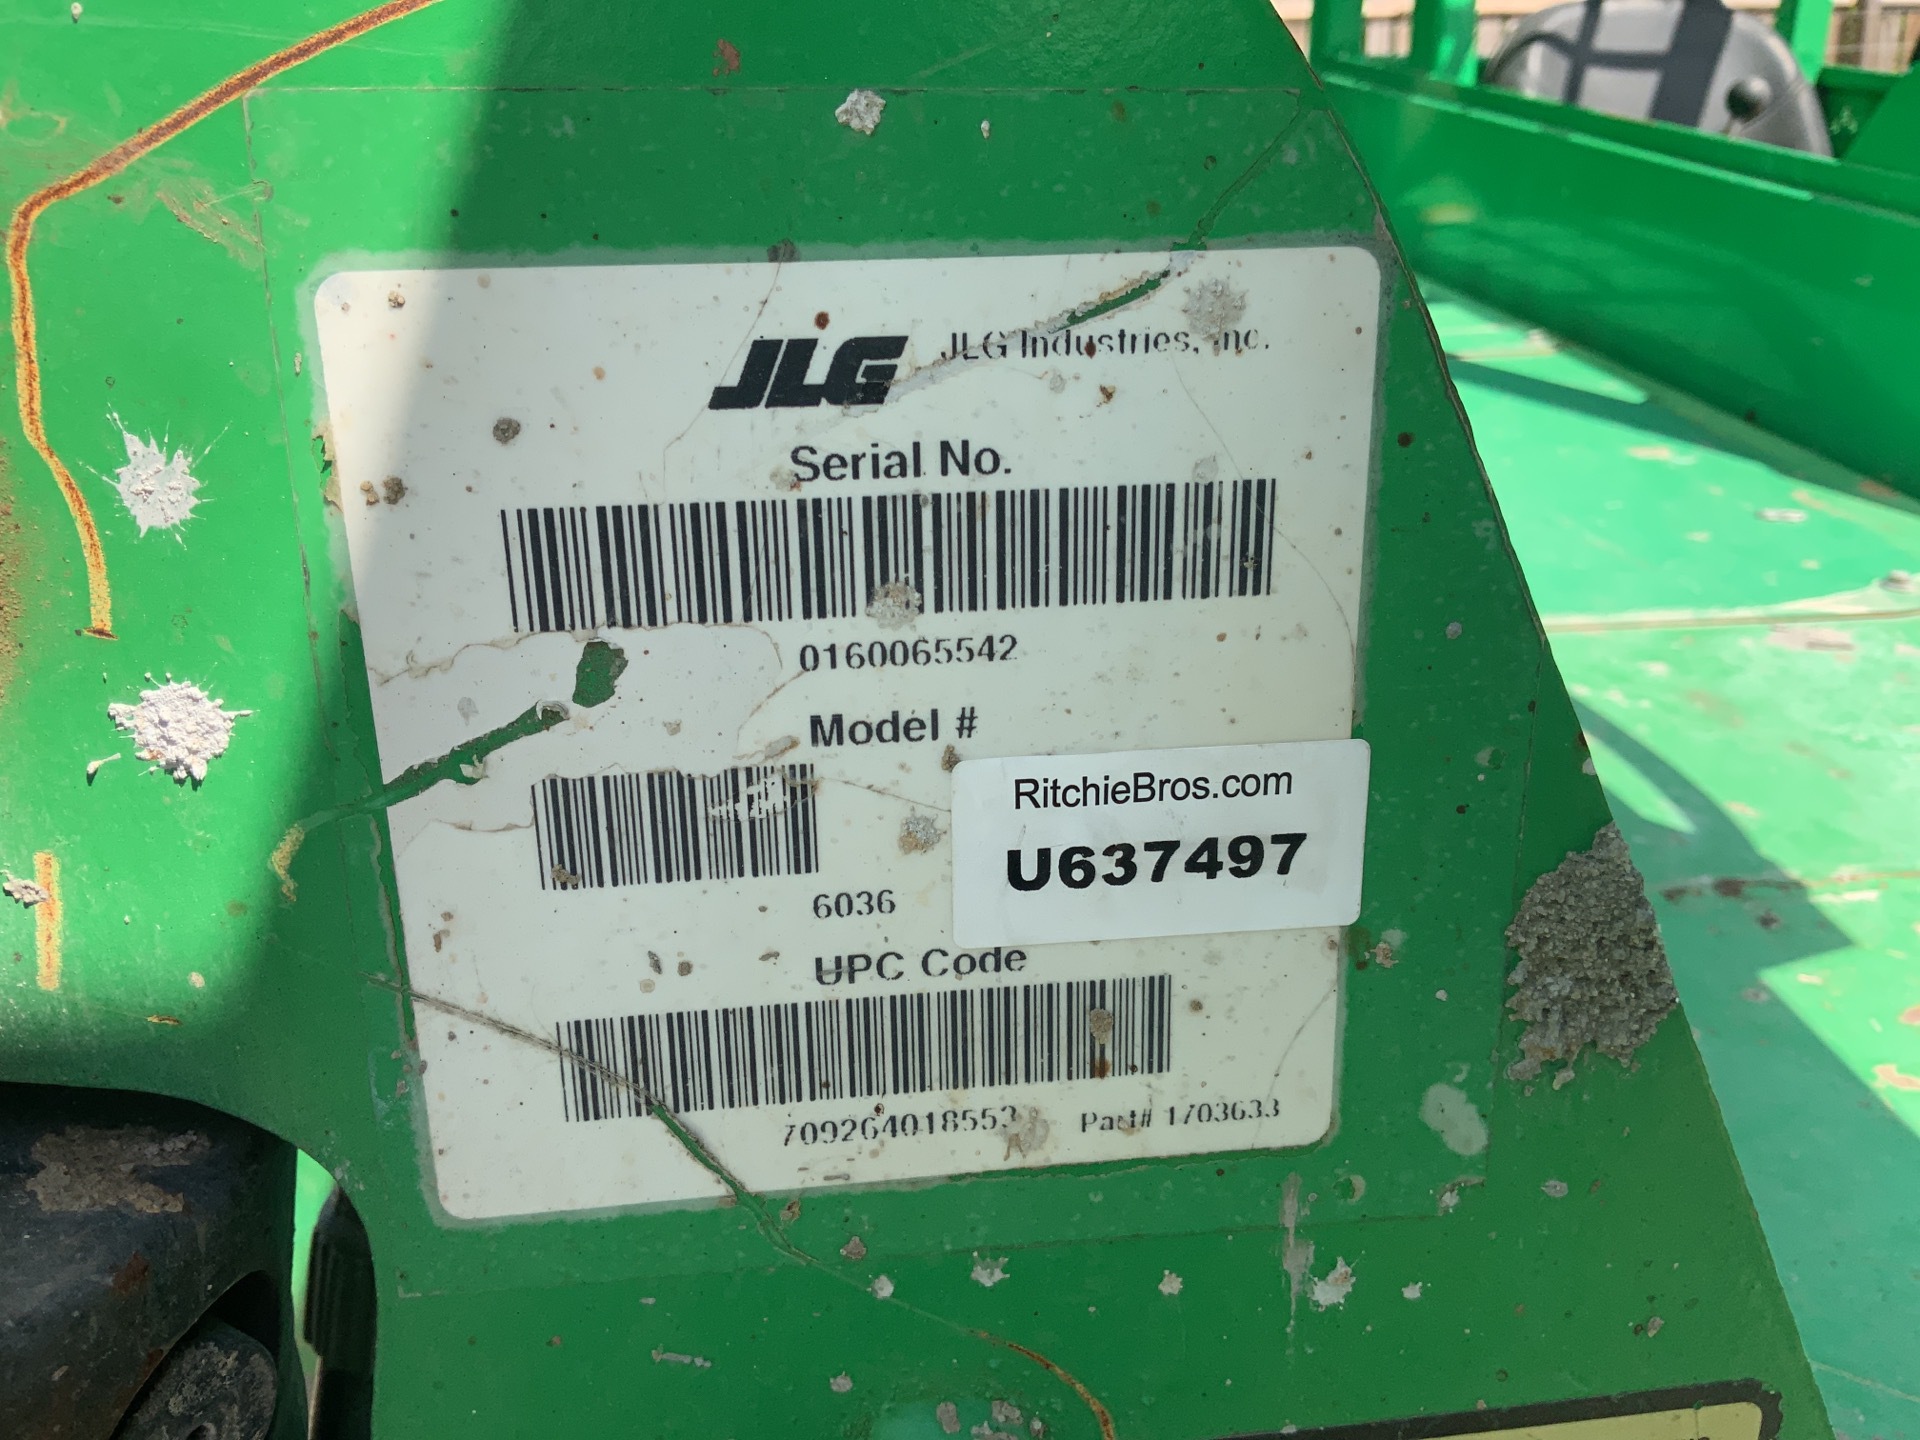 JLG JLG Industries, Inc.
Serial No.
0160065542
Model #
6036
RitchieBros.com
U637497
UPC Code
709264018553 Part# 1703633